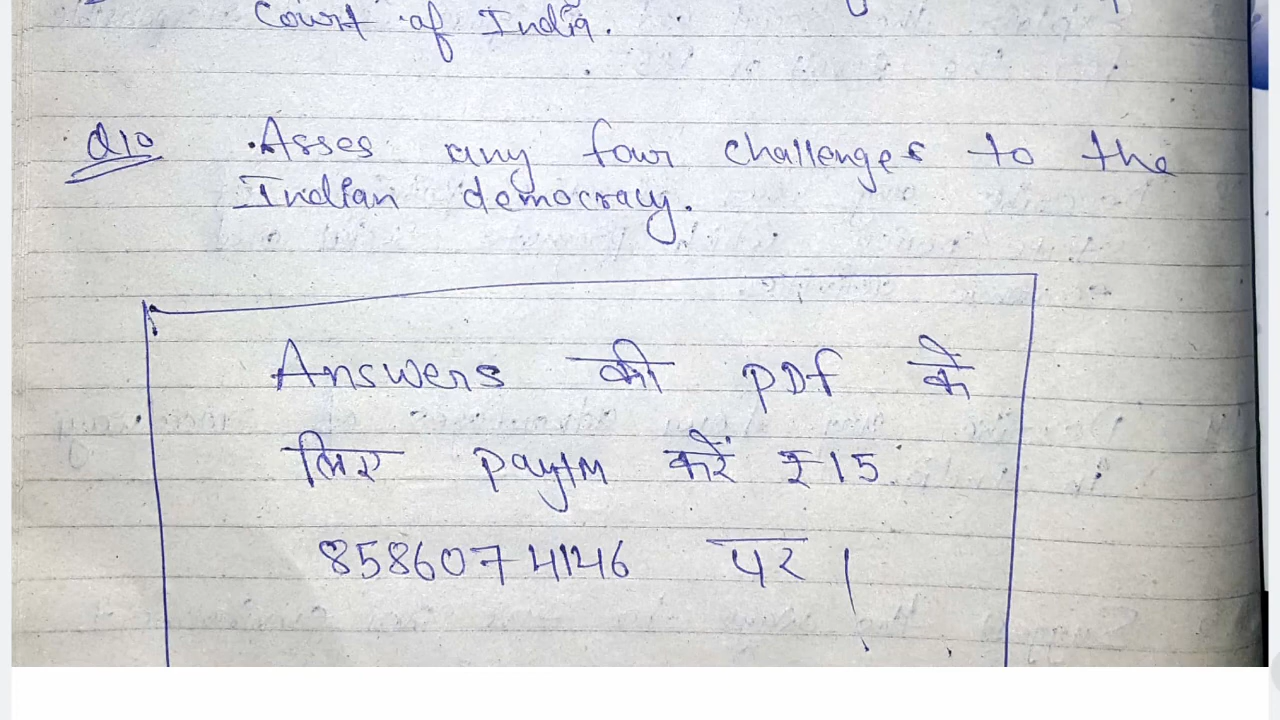 Court of India.
Q10 Asses any four challenges to the
Indian democracy.
Answers की PDF के
लिए paytm करें ₹15
8586074146 पर।